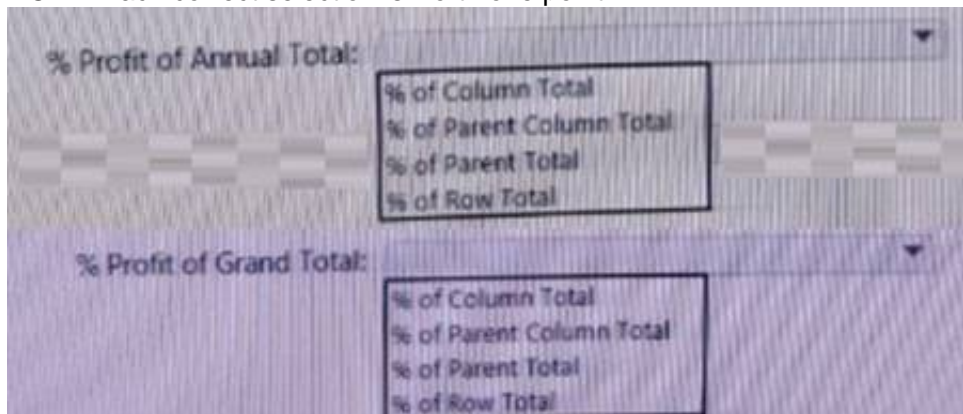 % Profit of Annual Total:
% of Column Total
% of Parent Column Total
% of Parent Total
% of Row Total
% Profit of Grand Total:
% of Column Total
% of Parent Column Total
% of Parent Total
% of Row Total